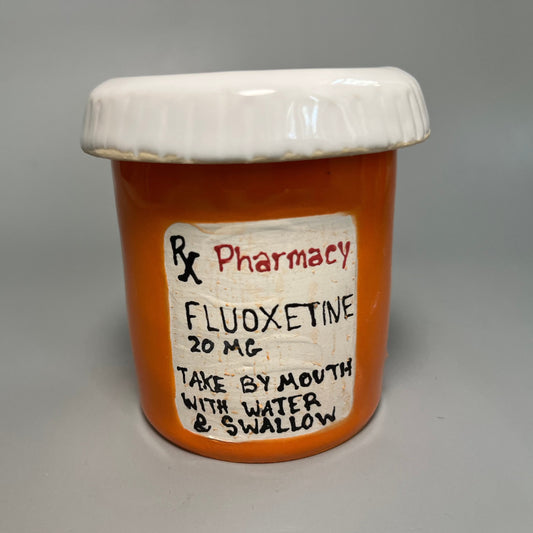 Rx Pharmacy
FLUOXETINE
20 MG
TAKE BY MOUTH
WITH WATER
& SWALLOW